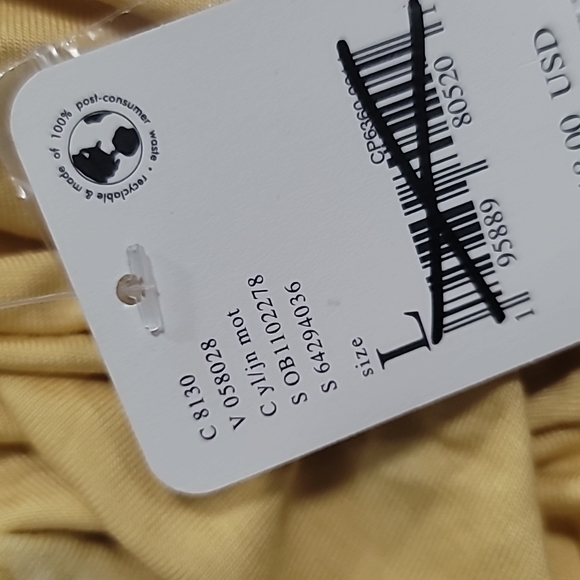 post-consumer waste • recyclable & made of 100%
C 8130
V 058028
C yl/jn mot
S OB1102278
S 64294036
size
L
1 95889 80520 1
USD